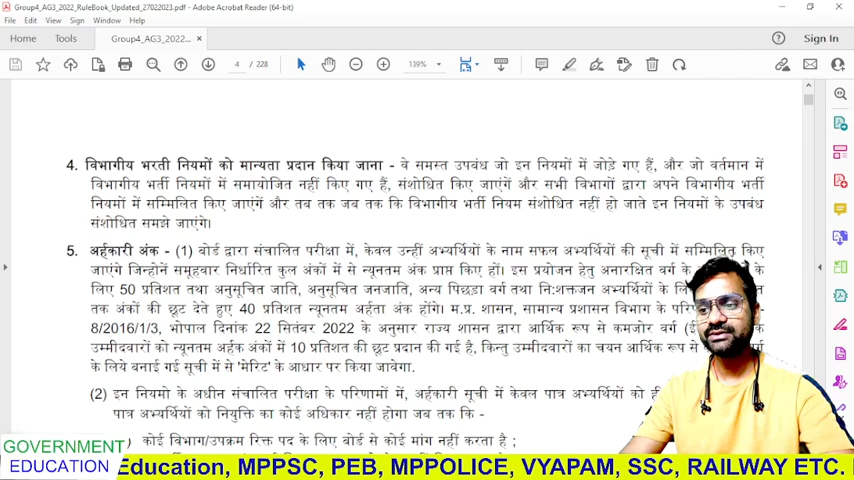 Group4_AG3_2022_RuleBook_Updated_27022023.pdf - Adobe Acrobat Reader (64-bit)
File Edit View Sign Window Help
Home Tools Group4_AG3_2022... × Sign In
4 / 228 139%
4. विभागीय भरती नियमों को मान्यता प्रदान किया जाना - वे समस्त उपबंध जो इन नियमों में जोड़े गए हैं, और जो वर्तमान में
विभागीय भर्ती नियमों में समायोजित नहीं किए गए हैं, संशोधित किए जाएंगें और सभी विभागों द्वारा अपने विभागीय भर्ती
नियमों में सम्मिलित किए जाएंगें और तब तक जब तक कि विभागीय भर्ती नियम संशोधित नहीं हो जाते इन नियमों के उपबंध
संशोधित समझे जाएंगे।
5. अर्हकारी अंक - (1) बोर्ड द्वारा संचालित परीक्षा में, केवल उन्हीं अभ्यर्थियों के नाम सफल अभ्यर्थियों की सूची में सम्मिलित किए
जाएंगे जिन्होनें समूहवार निर्धारित कुल अंकों में से न्यूनतम अंक प्राप्त किए हों। इस प्रयोजन हेतु अनारक्षित वर्ग के के
लिए 50 प्रतिशत तथा अनुसूचित जाति, अनुसूचित जनजाति, अन्य पिछड़ा वर्ग तथा नि:शक्तजन अभ्यर्थियों के
तक अंकों की छूट देते हुए 40 प्रतिशत न्यूनतम अर्हता अंक होंगे। म.प्र. शासन, सामान्य प्रशासन विभाग के
8/2016/1/3, भोपाल दिनांक 22 सितंबर 2022 के अनुसार राज्य शासन द्वारा आर्थिक रूप से कमजोर वर्ग
उम्मीदवारों को न्यूनतम अर्हक अंकों में 10 प्रतिशत की छूट प्रदान की गई है, किन्तु उम्मीदवारों का चयन आर्थिक रूप
के लिये बनाई गई सूची में से 'मेरिट' के आधार पर किया जावेगा।
(2) इन नियमो के अधीन संचालित परीक्षा के परिणामों में, अर्हकारी सूची में केवल पात्र अभ्यर्थियों को
पात्र अभ्यर्थियों को नियुक्ति का कोई अधिकार नहीं होगा जब तक कि -
कोई विभाग/उपक्रम रिक्त पद के लिए बोर्ड से कोई मांग नहीं करता है ;
GOVERNMENT
EDUCATION
Education, MPPSC, PEB, MPPOLICE, VYAPAM, SSC, RAILWAY ETC.